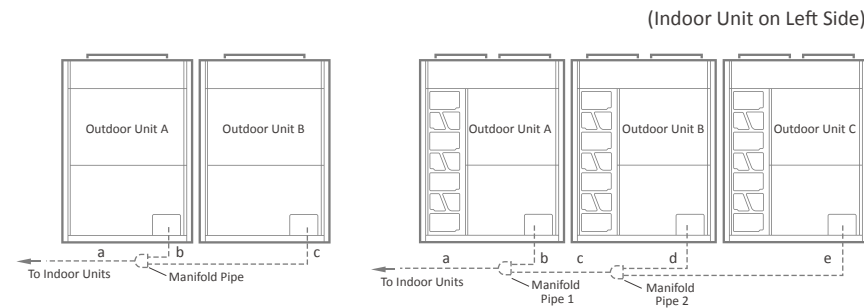 (Indoor Unit on Left Side)
Outdoor Unit A
Outdoor Unit B
a
b
c
To Indoor Units
Manifold Pipe
Outdoor Unit A
Outdoor Unit B
Outdoor Unit C
a
b
c
d
e
To Indoor Units
Manifold
Pipe 1
Manifold
Pipe 2